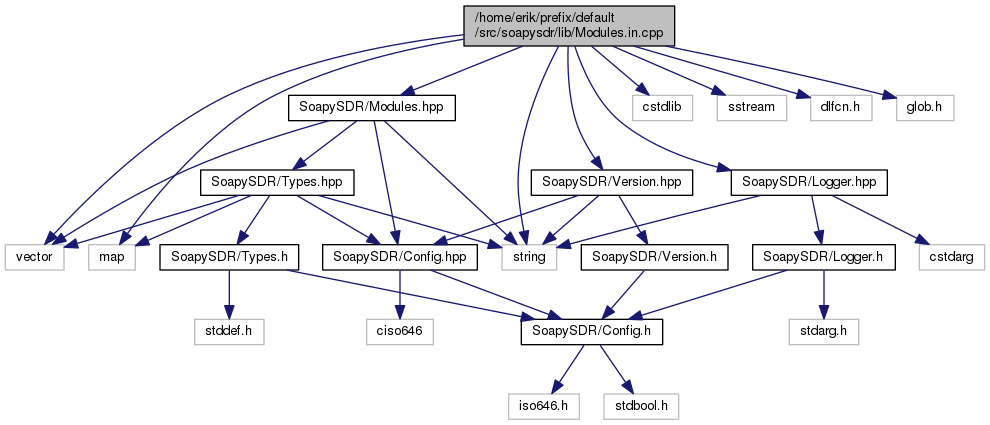 /home/erik/prefix/default
/src/soapysdr/lib/Modules.in.cpp
SoapySDR/Modules.hpp
cstdlib
sstream
dlfcn.h
glob.h
SoapySDR/Types.hpp
SoapySDR/Version.hpp
SoapySDR/Logger.hpp
vector
map
SoapySDR/Types.h
SoapySDR/Config.hpp
string
SoapySDR/Version.h
SoapySDR/Logger.h
cstdarg
stddef.h
ciso646
SoapySDR/Config.h
stdarg.h
iso646.h
stdbool.h